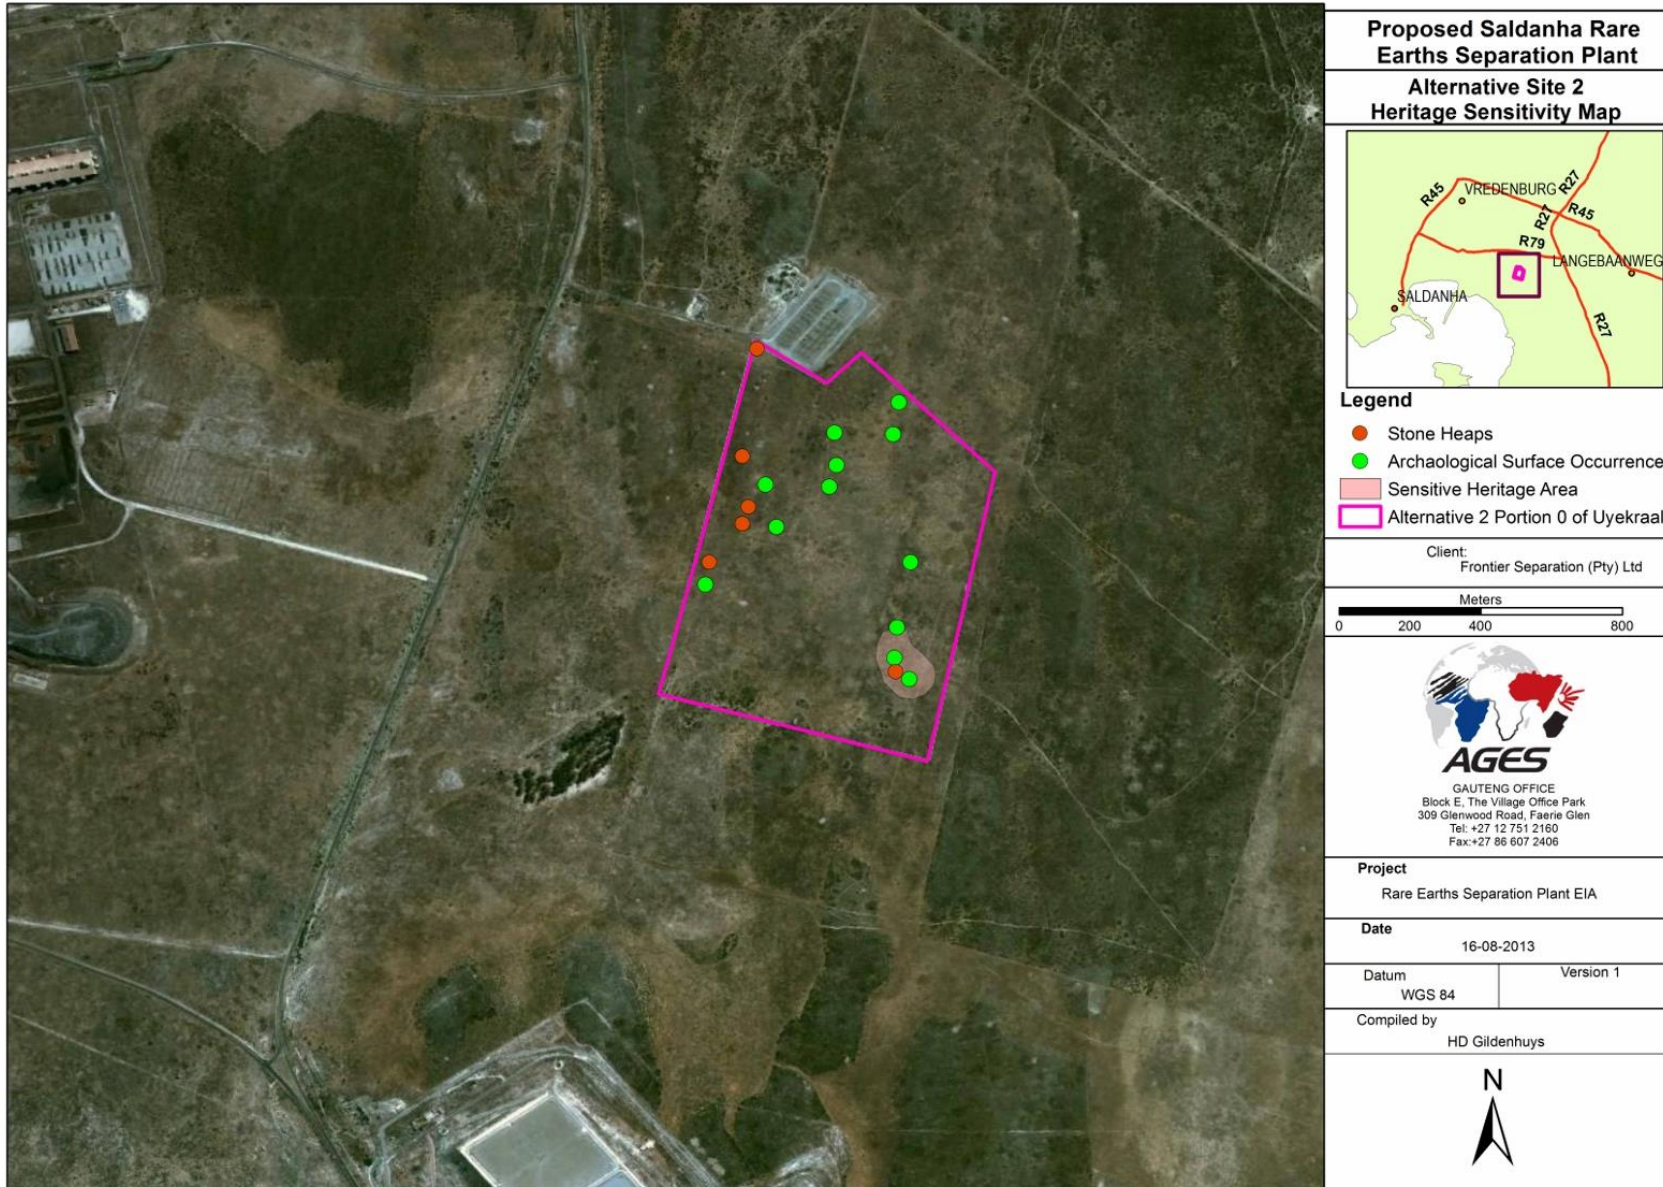 Proposed Saldanha Rare
Earths Separation Plant
Alternative Site 2
Heritage Sensitivity Map
R45
VREDENBURG
R27
R27
R45
R79
LANGEBAANWEG
SALDANHA
R27
Legend
Stone Heaps
Archaological Surface Occurrence
Sensitive Heritage Area
Alternative 2 Portion 0 of Uyekraal
Client:
Frontier Separation (Pty) Ltd
Meters
0 200 400 800
AGES
GAUTENG OFFICE
Block E, The Village Office Park
309 Glenwood Road, Faerie Glen
Tel: +27 12 751 2160
Fax:+27 86 607 2406
Project
Rare Earths Separation Plant EIA
Date
16-08-2013
Datum
WGS 84
Version 1
Compiled by
HD Gildenhuys
N